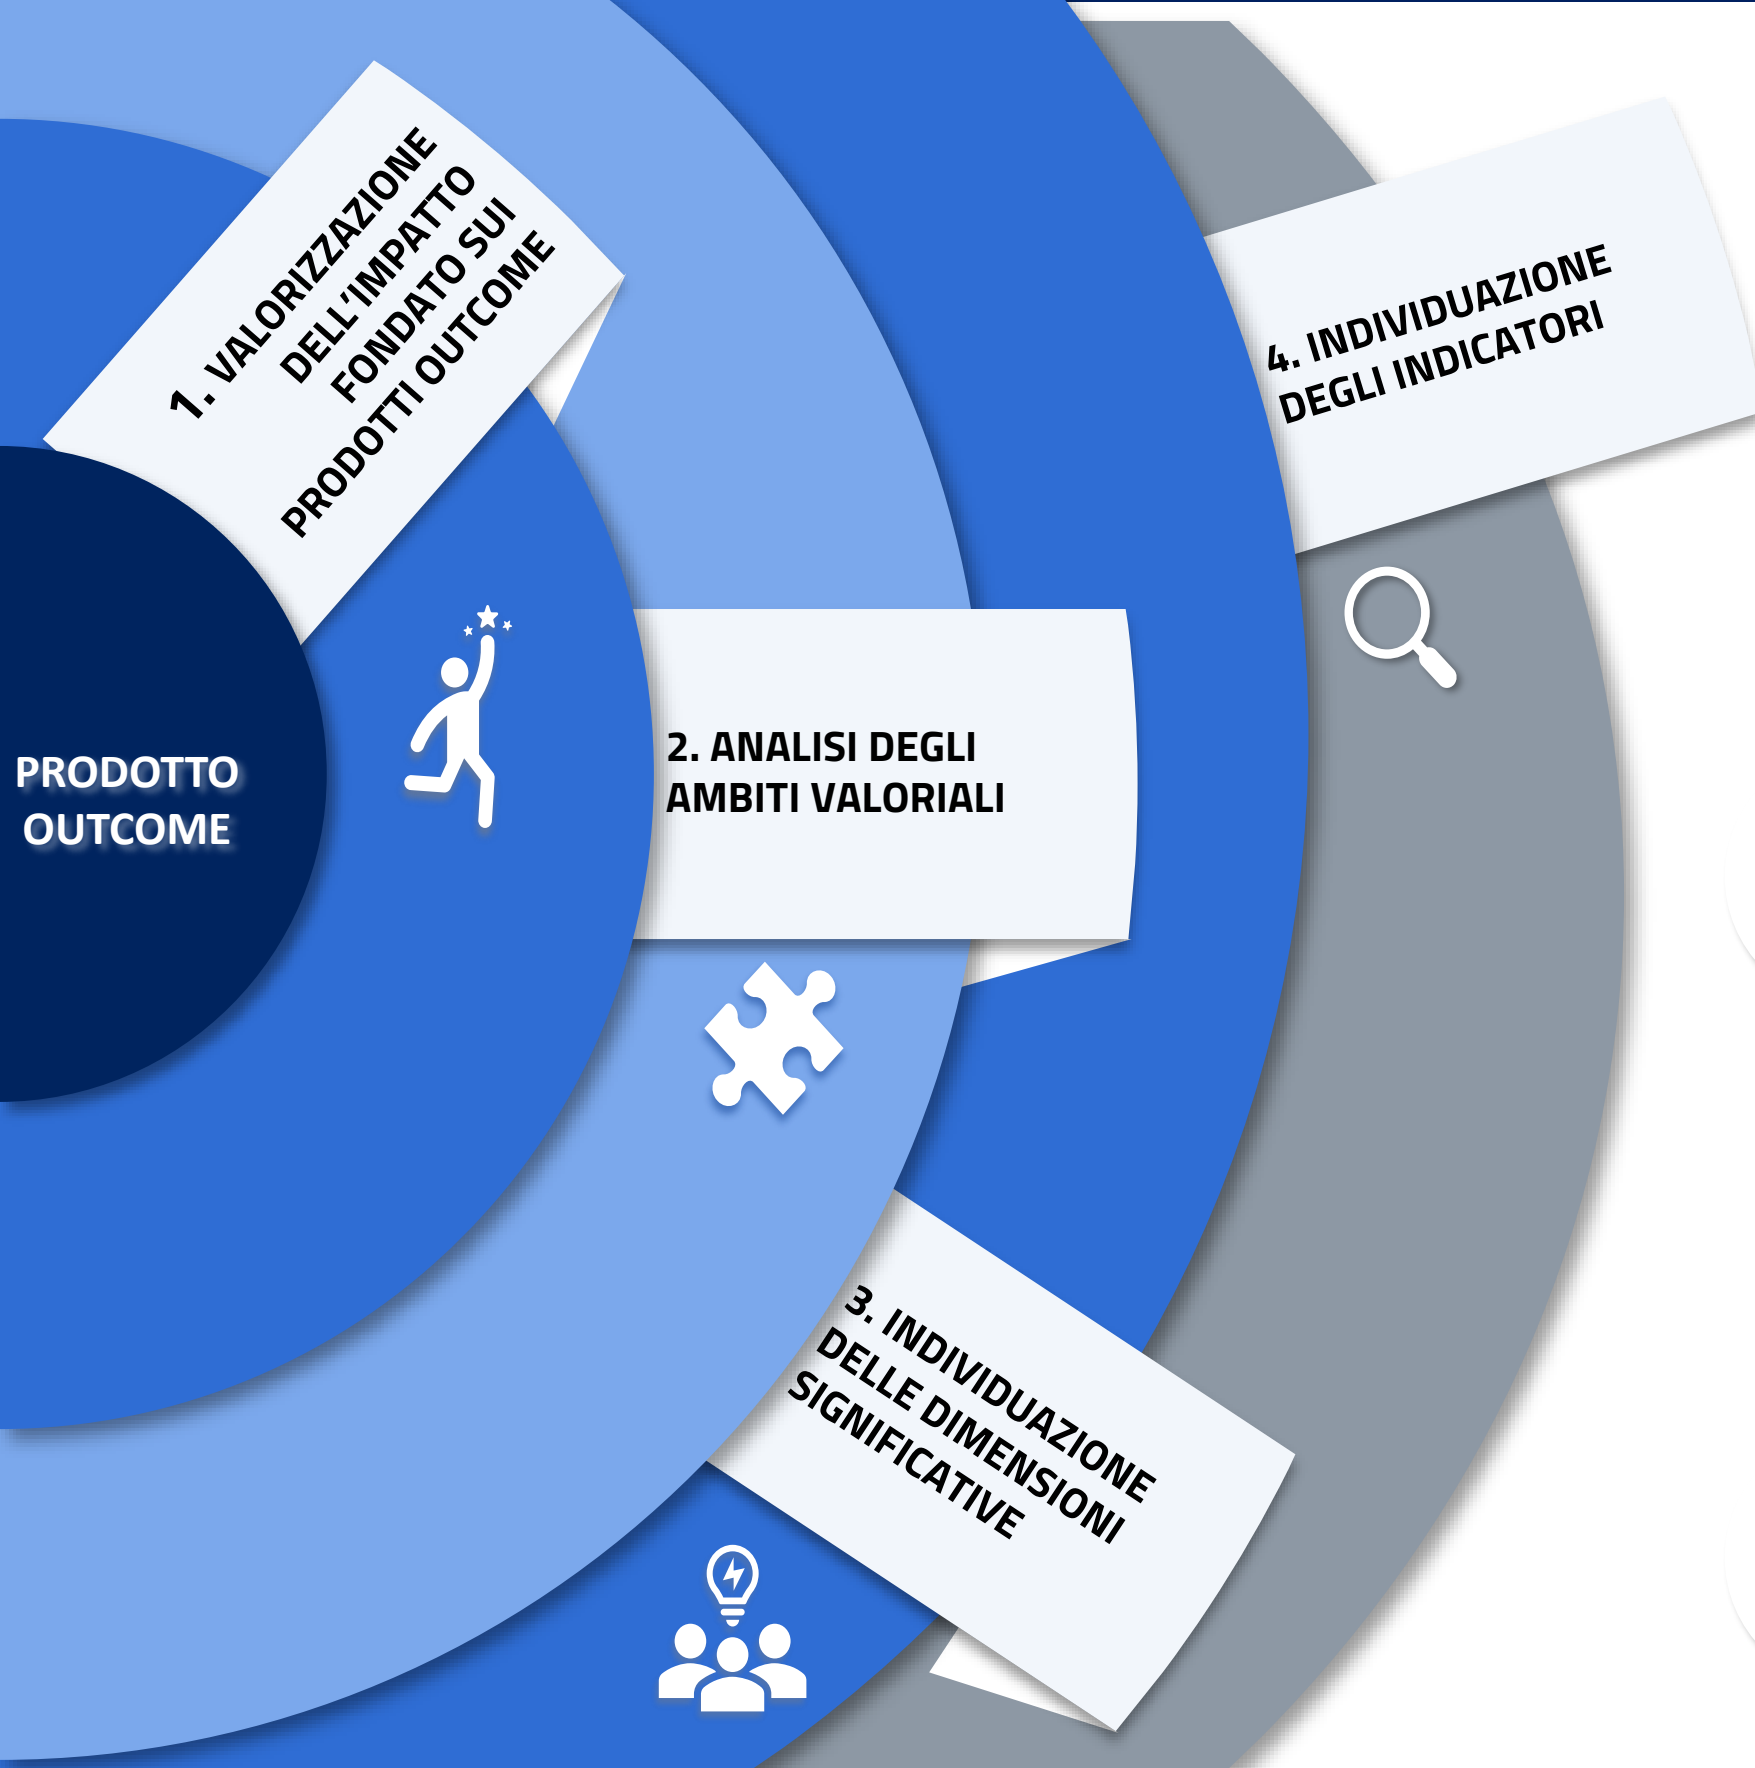 PRODOTTO
OUTCOME
1. VALORIZZAZIONE
DELL’IMPATTO
FONDATO SUI
PRODOTTI OUTCOME
2. ANALISI DEGLI
AMBITI VALORIALI
3. INDIVIDUAZIONE
DELLE DIMENSIONI
SIGNIFICATIVE
4. INDIVIDUAZIONE
DEGLI INDICATORI